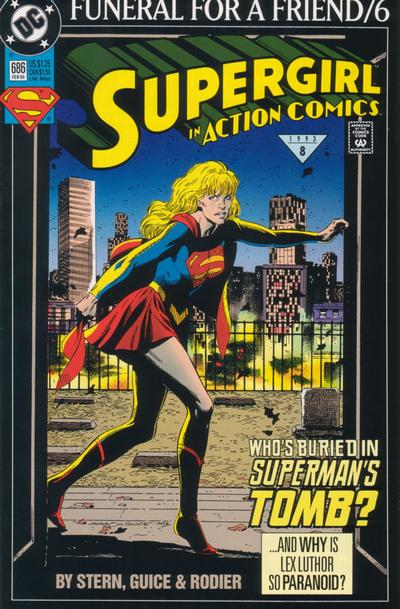 FUNERAL FOR A FRIEND/6
DC
686
FEB 93
US $1.25
CAN $1.50
UK 60p
S
SUPERGIRL
IN ACTION COMICS
1993
8
APPROVED
BY THE
COMICS
CODE
AUTHORITY
WHO'S BURIED IN
SUPERMAN'S
TOMB?
...AND WHY IS
LEX LUTHOR
SO PARANOID?
BY STERN, GUICE & RODIER